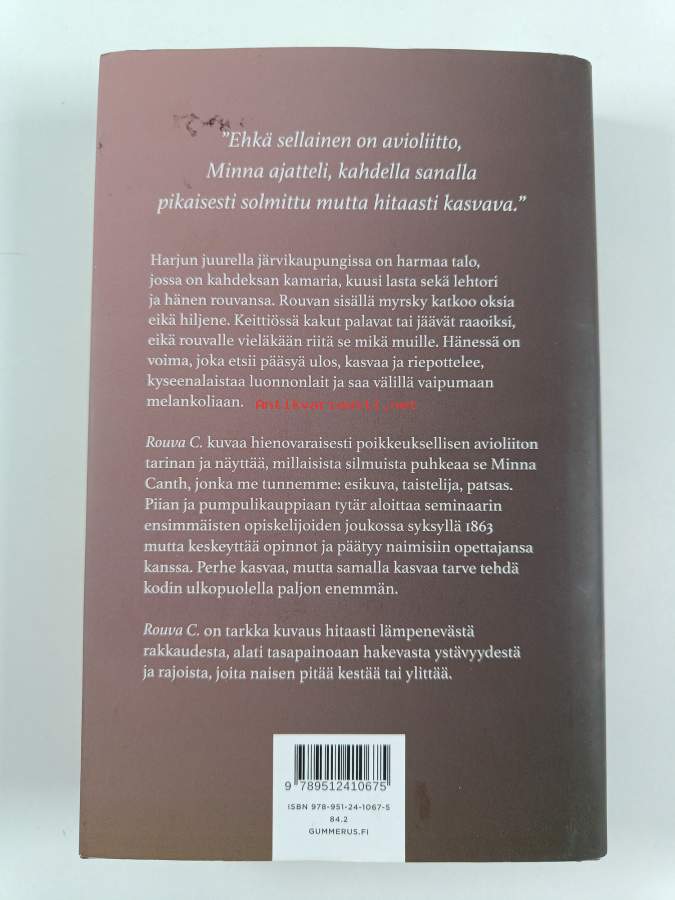 "Ehkä sellainen on avioliitto,
Minna ajatteli, kahdella sanalla
pikaisesti solmittu mutta hitaasti kasvava."
Harjun juurella järvikaupungissa on harmaa talo,
jossa on kahdeksan kamaria, kuusi lasta sekä lehtori
ja hänen rouvansa. Rouvan sisällä myrsky katkoo oksia
eikä hiljene. Keittiössä kakut palavat tai jäävät raaoiksi,
eikä rouvalle vieläkään riitä se mikä muille. Hänessä on
voima, joka etsii pääsyä ulos, kasvaa ja riepottelee,
kyseenalaistaa luonnonlait ja saa välillä vaipumaan
melankoliaan.
Antikvariaatti.net
Rouva C. kuvaa hienovaraisesti poikkeuksellisen avioliiton
tarinan ja näyttää, millaisista silmuista puhkeaa se Minna
Canth, jonka me tunnemme: esikuva, taistelija, patsas.
Piian ja pumpulikauppiaan tytär aloittaa seminaarin
ensimmäisten opiskelijoiden joukossa syksyllä 1863
mutta keskeyttää opinnot ja päätyy naimisiin opettajansa
kanssa. Perhe kasvaa, mutta samalla kasvaa tarve tehdä
kodin ulkopuolella paljon enemmän.
Rouva C. on tarkka kuvaus hitaasti lämpenevästä
rakkaudesta, alati tasapainoaan hakevasta ystävyydestä
ja rajoista, joita naisen pitää kestää tai ylittää.
9 789512 410675
ISBN 978-951-24-1067-5
84.2
GUMMERUS.FI